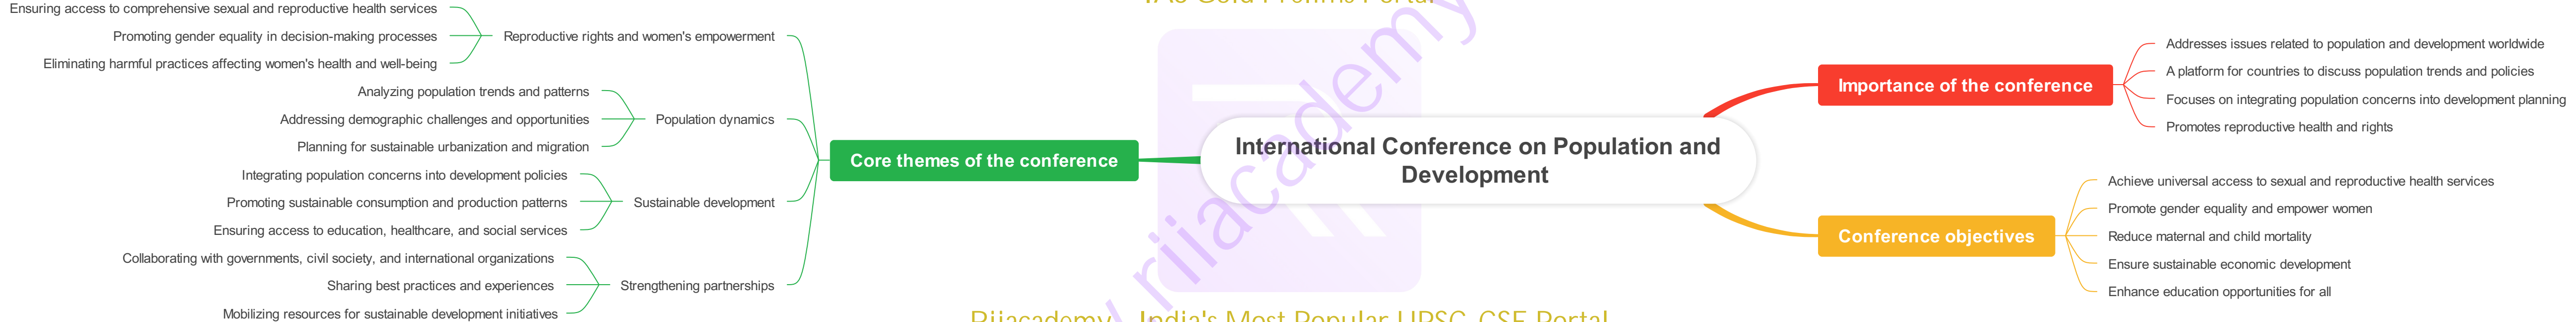 International Conference on Population and
Development
Importance of the conference
Addresses issues related to population and development worldwide
A platform for countries to discuss population trends and policies
Focuses on integrating population concerns into development planning
Promotes reproductive health and rights
Conference objectives
Achieve universal access to sexual and reproductive health services
Promote gender equality and empower women
Reduce maternal and child mortality
Ensure sustainable economic development
Enhance education opportunities for all
Core themes of the conference
Reproductive rights and women's empowerment
Ensuring access to comprehensive sexual and reproductive health services
Promoting gender equality in decision-making processes
Eliminating harmful practices affecting women's health and well-being
Population dynamics
Analyzing population trends and patterns
Addressing demographic challenges and opportunities
Planning for sustainable urbanization and migration
Sustainable development
Integrating population concerns into development policies
Promoting sustainable consumption and production patterns
Ensuring access to education, healthcare, and social services
Strengthening partnerships
Collaborating with governments, civil society, and international organizations
Sharing best practices and experiences
Mobilizing resources for sustainable development initiatives
India's Most Popular UPSC-CSE Portal